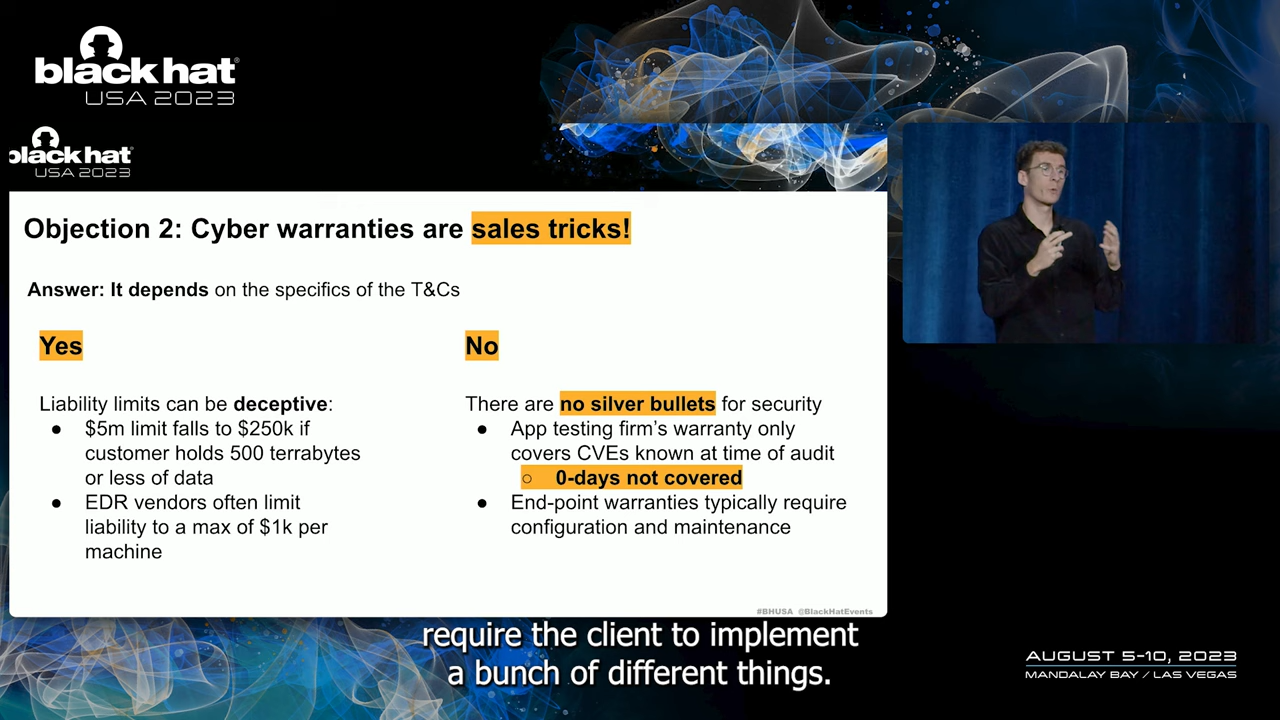 black hat
USA 2023
black hat
USA 2023
Objection 2: Cyber warranties are sales tricks!
Answer: It depends on the specifics of the T&Cs
Yes
Liability limits can be deceptive:
● $5m limit falls to $250k if
customer holds 500 terrabytes
or less of data
● EDR vendors often limit
liability to a max of $1k per
machine
No
There are no silver bullets for security
● App testing firm's warranty only
covers CVEs known at time of audit
○ 0-days not covered
● End-point warranties typically require
configuration and maintenance
#BHUSA @BlackHatEvents
require the client to implement
a bunch of different things.
AUGUST 5-10, 2023
MANDALAY BAY / LAS VEGAS